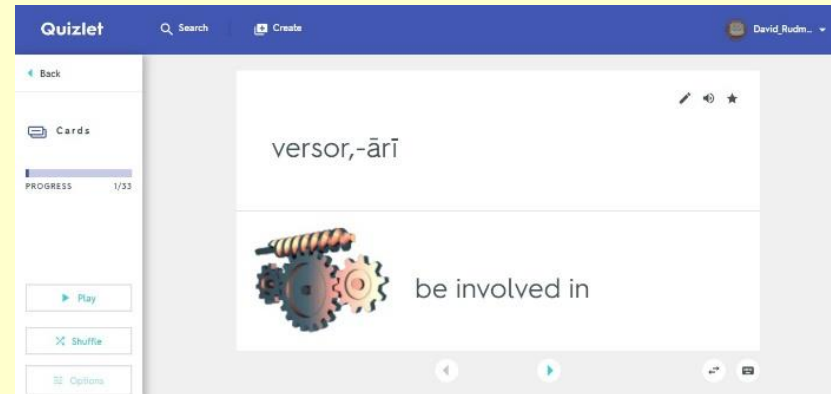 Quizlet
Search
Create
David_Rudm...
Back
Cards
PROGRESS 1/33
Play
Shuffle
Options
versor,-ārī
be involved in